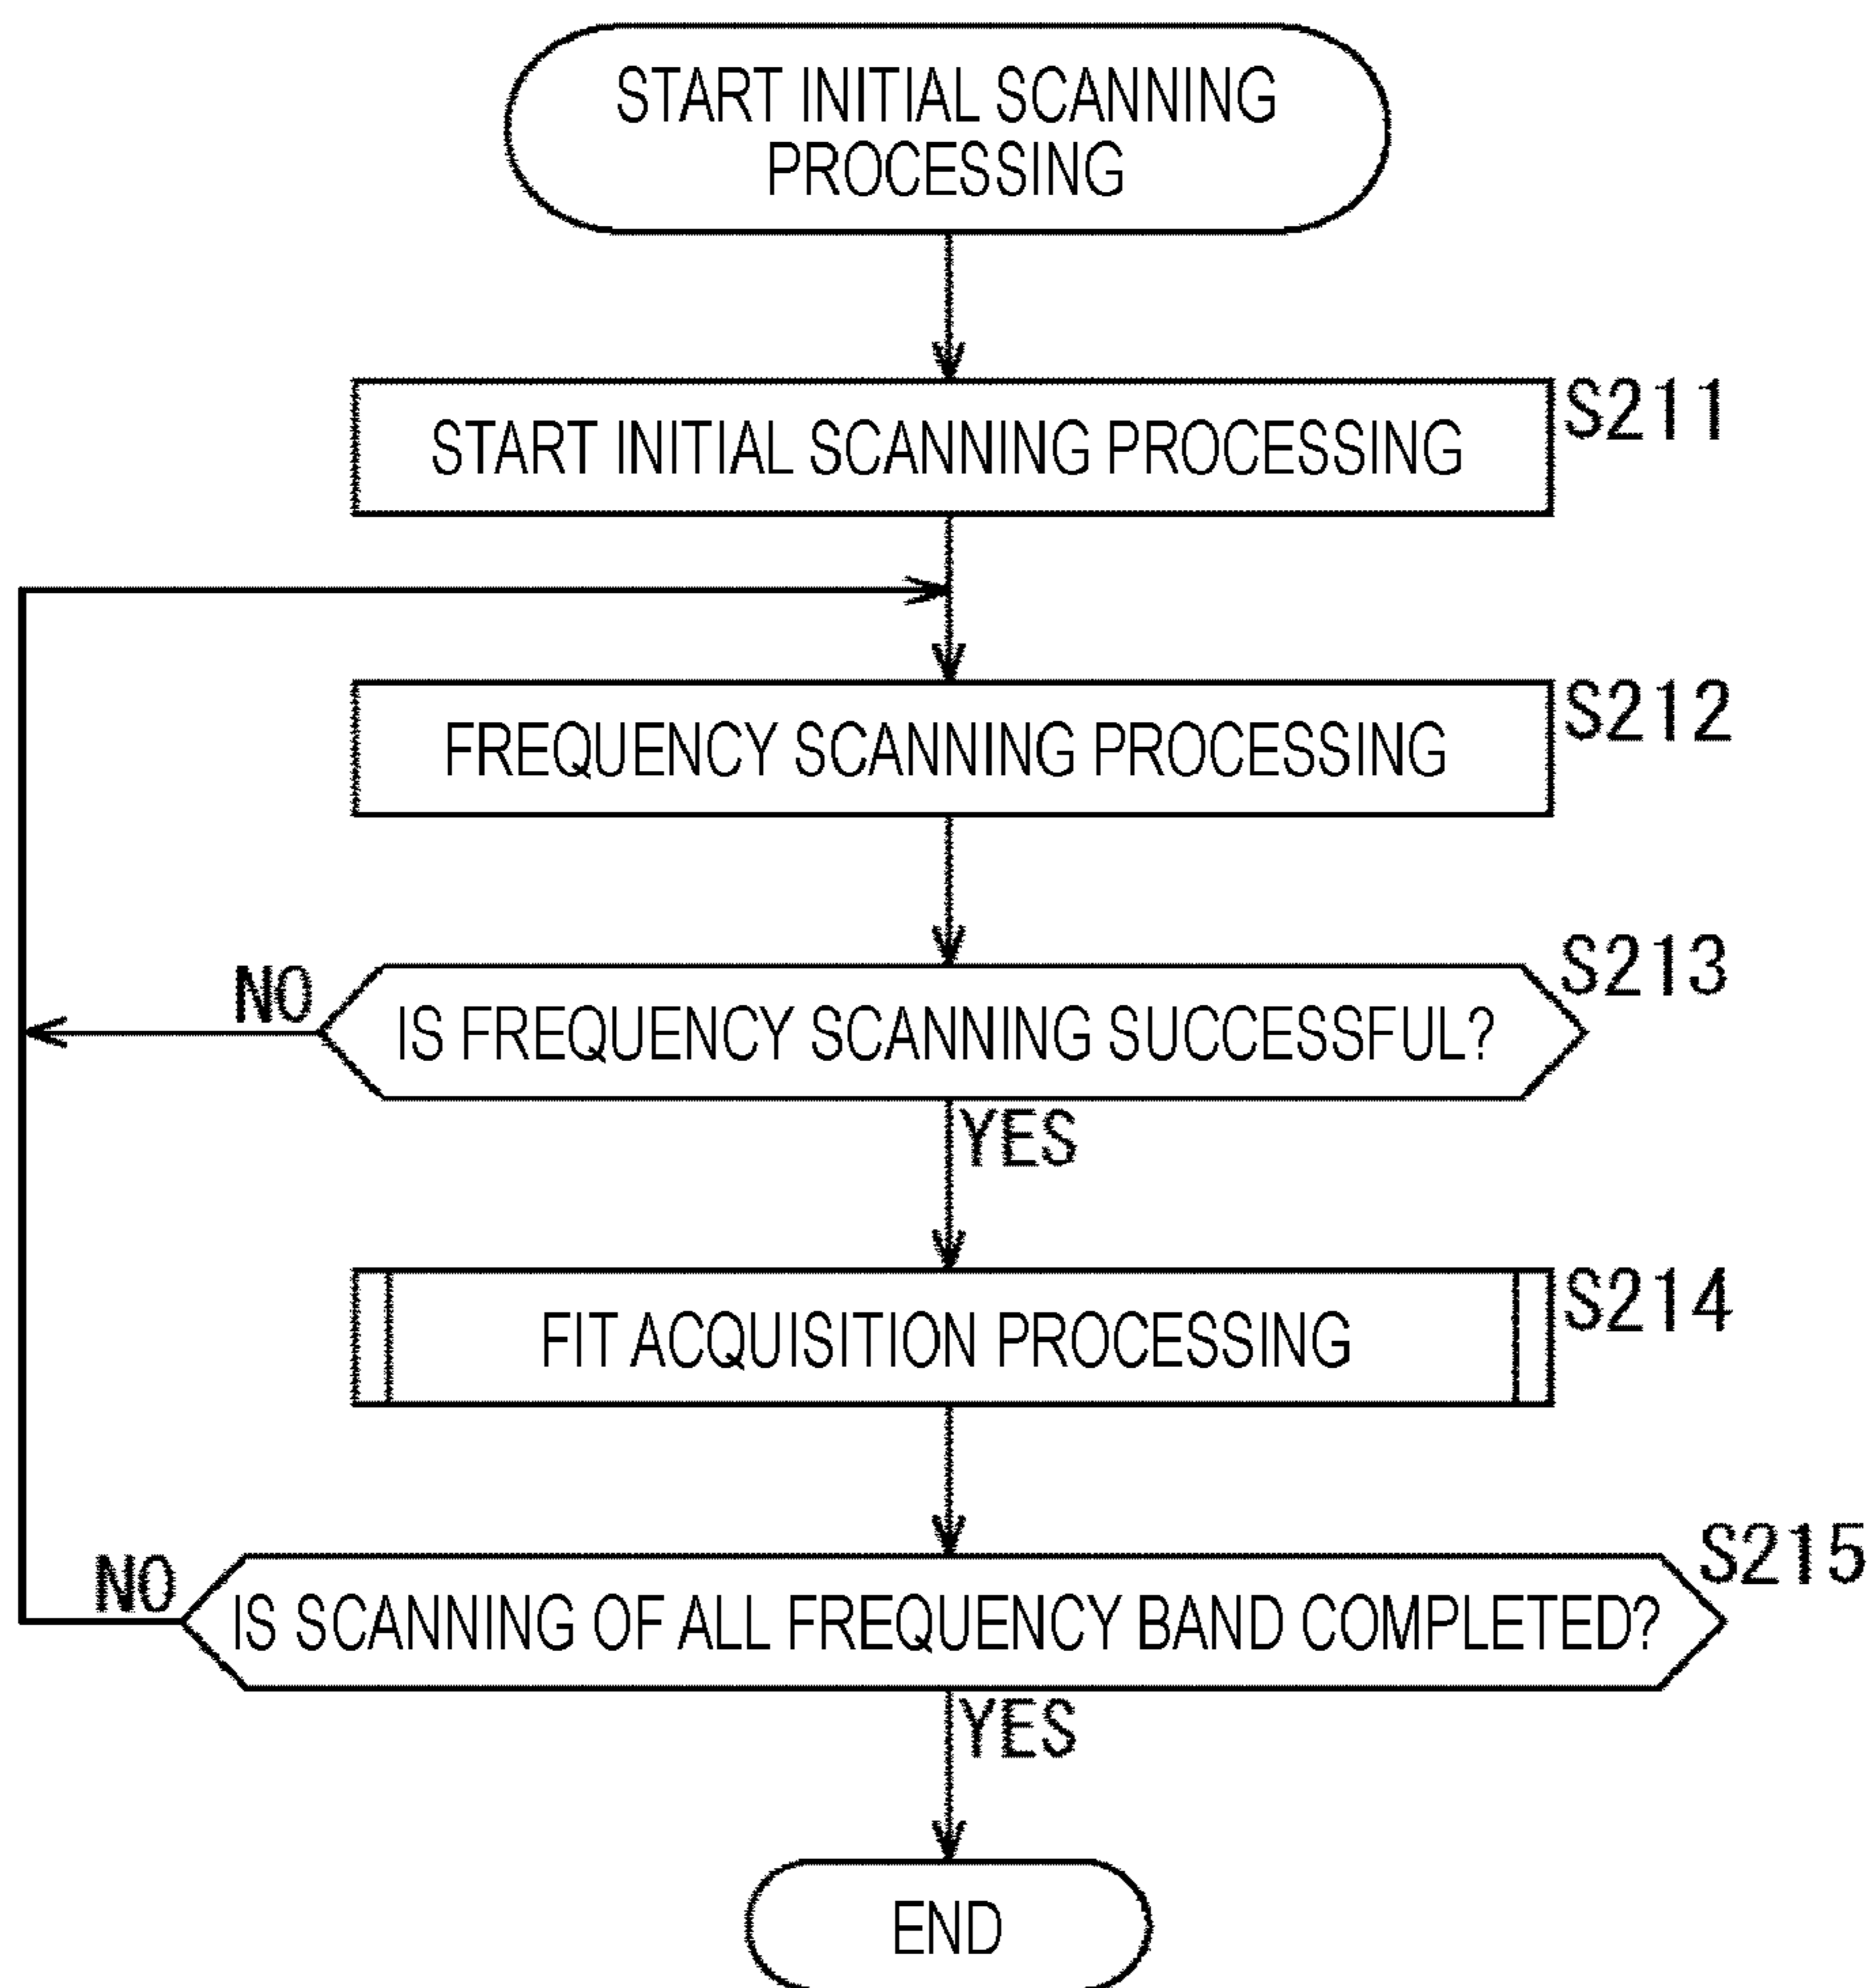 START INITIAL SCANNING
PROCESSING
START INITIAL SCANNING PROCESSING
S211
FREQUENCY SCANNING PROCESSING
S212
NO
IS FREQUENCY SCANNING SUCCESSFUL?
S213
YES
FIT ACQUISITION PROCESSING
S214
NO
IS SCANNING OF ALL FREQUENCY BAND COMPLETED?
S215
YES
END